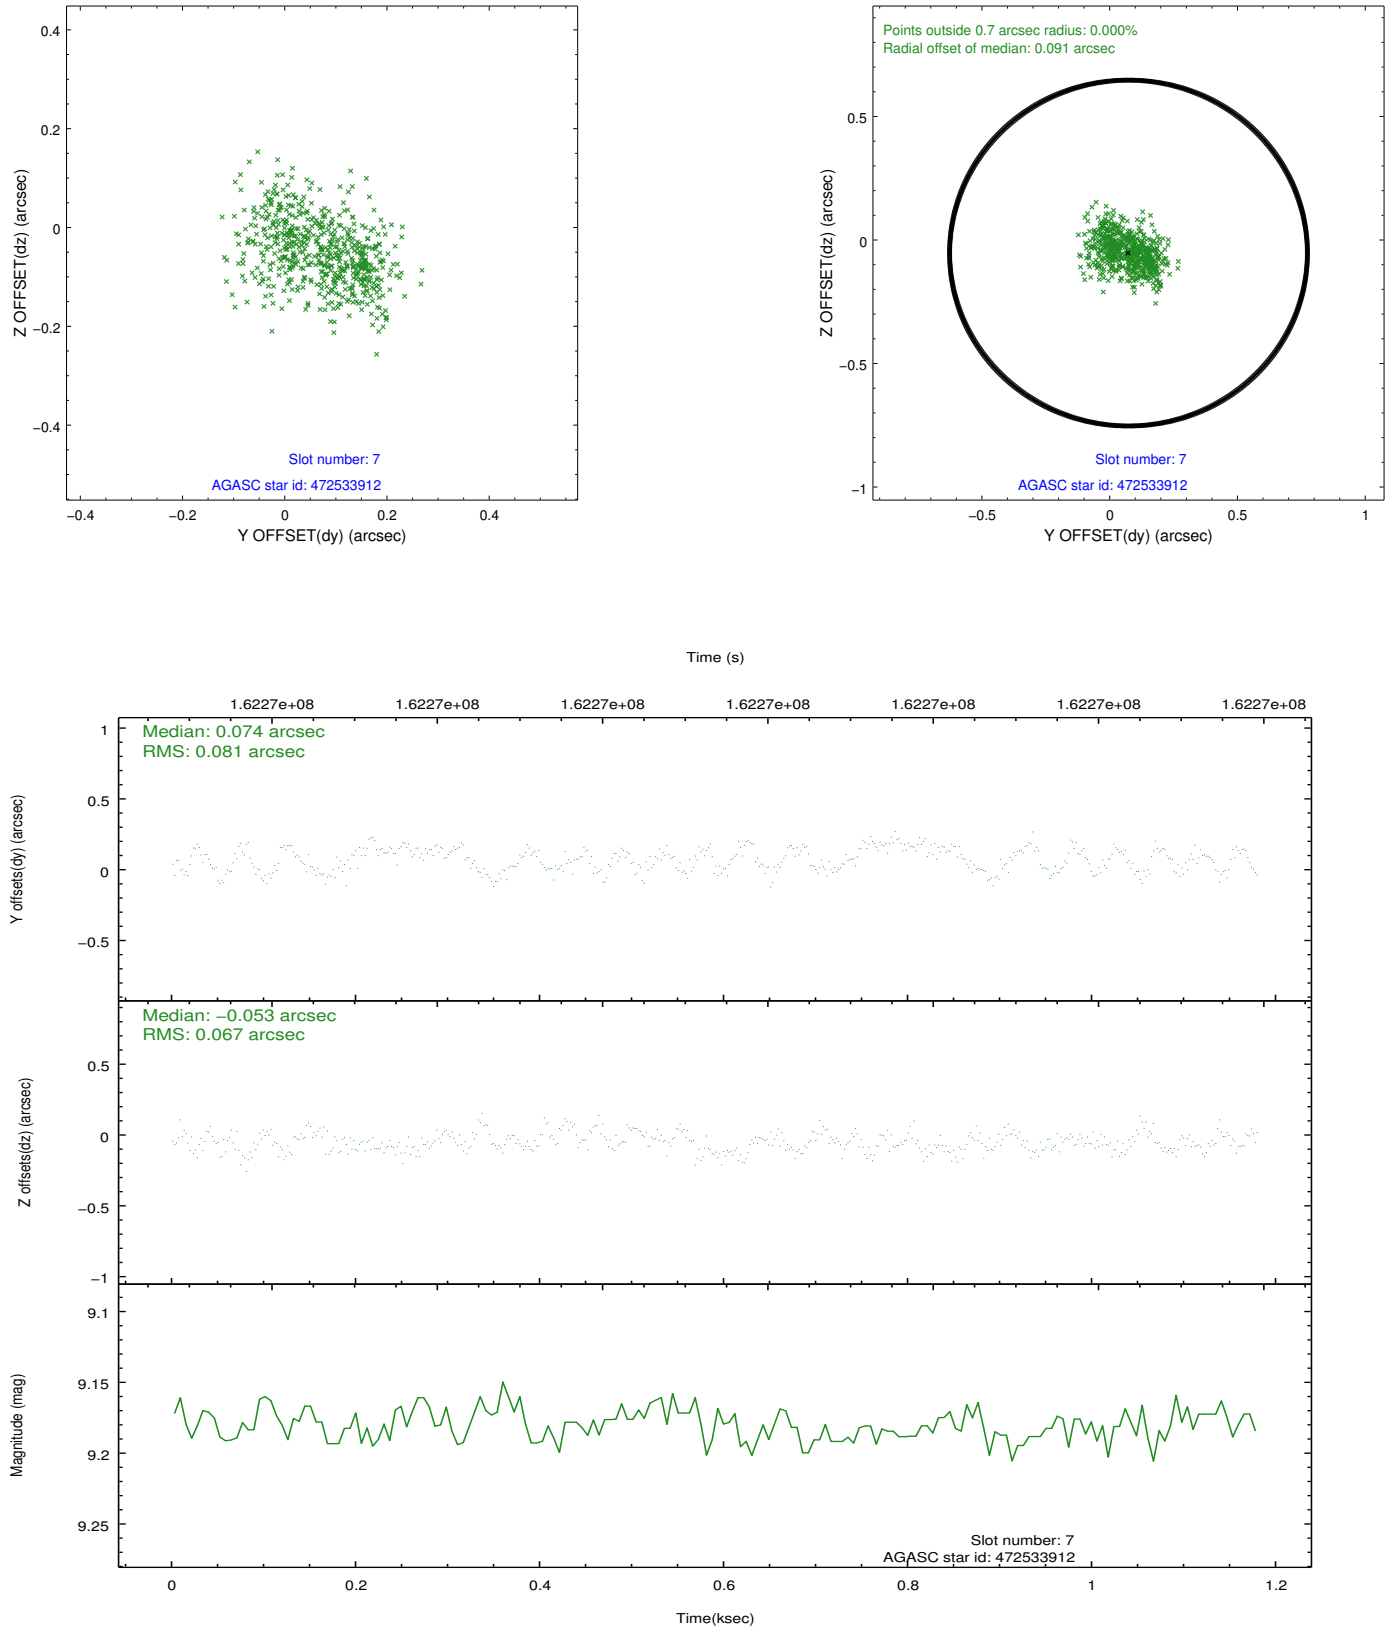 0.4
0.2
0
−0.2
−0.4
Z OFFSET(dz) (arcsec)
Slot number: 7
AGASC star id: 472533912
−0.4 −0.2 0 0.2 0.4
Y OFFSET(dy) (arcsec)
Points outside 0.7 arcsec radius: 0.000%
Radial offset of median: 0.091 arcsec
0.5
0
−0.5
−1
Z OFFSET(dz) (arcsec)
Slot number: 7
AGASC star id: 472533912
−0.5 0 0.5 1
Y OFFSET(dy) (arcsec)
Time (s)
1.6227e+08 1.6227e+08 1.6227e+08 1.6227e+08 1.6227e+08 1.6227e+08 1.6227e+08
Median: 0.074 arcsec
RMS: 0.081 arcsec
1
0.5
0
−0.5
Y offsets(dy) (arcsec)
Median: −0.053 arcsec
RMS: 0.067 arcsec
0.5
0
−0.5
−1
Z offsets(dz) (arcsec)
9.1
9.15
9.2
9.25
Magnitude (mag)
Slot number: 7
AGASC star id: 472533912
0 0.2 0.4 0.6 0.8 1 1.2
Time(ksec)